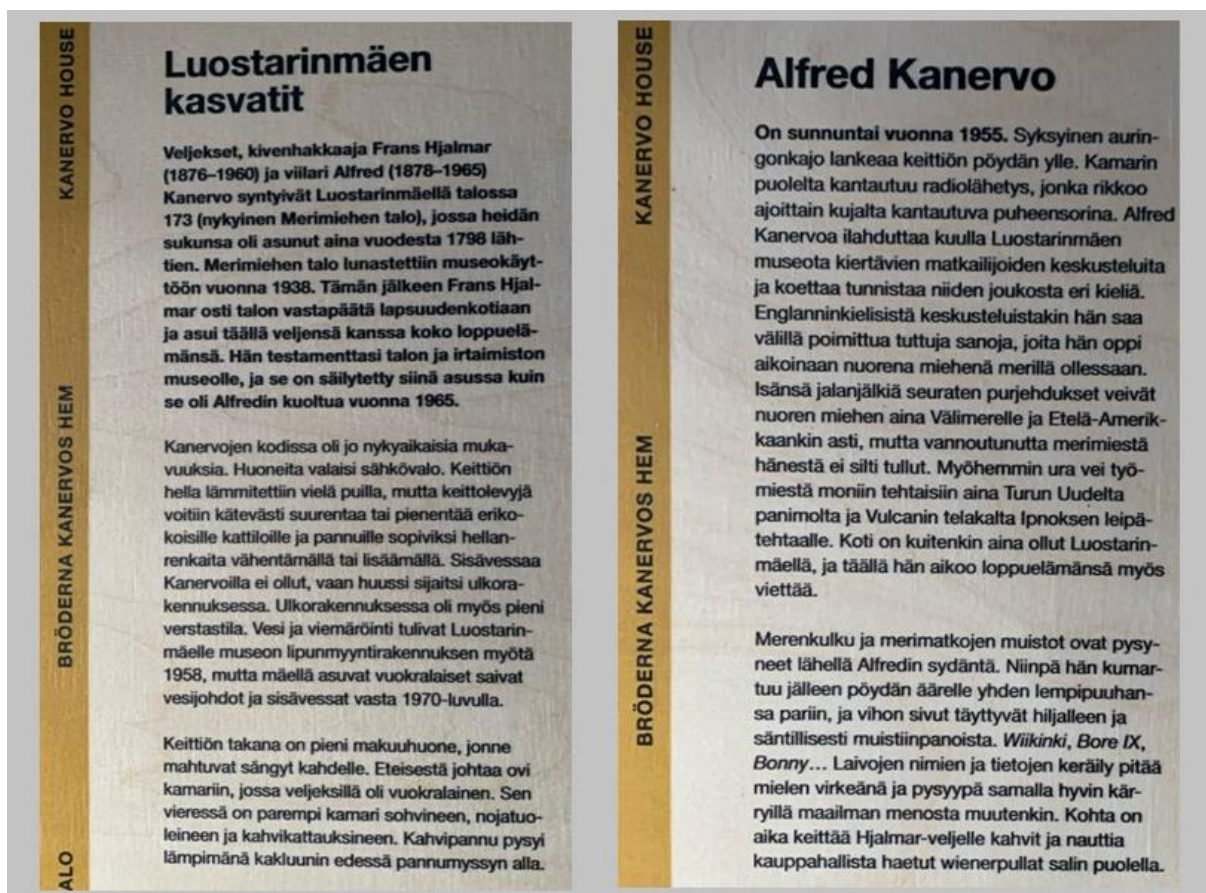 KANERVO HOUSE
BRÖDERNA KANERVOS HEM
ALO
Luostarinmäen
kasvatit
Veljekset, kivenhakkaaja Frans Hjalmar
(1876–1960) ja viilari Alfred (1878–1965)
Kanervo syntyivät Luostarinmäellä talossa
173 (nykyinen Merimiehen talo), jossa heidän
sukunsa oli asunut aina vuodesta 1798 läh-
tien. Merimiehen talo lunastettiin museokäyt-
töön vuonna 1938. Tämän jälkeen Frans Hjal-
mar osti talon vastapäätä lapsuudenkotiaan
ja asui täällä veljensä kanssa koko loppuelä-
mänsä. Hän testamenttasi talon ja irtaimiston
museolle, ja se on säilytetty siinä asussa kuin
se oli Alfredin kuoltua vuonna 1965.
Kanervojen kodissa oli jo nykyaikaisia muka-
vuuksia. Huoneita valaisi sähkövalo. Keittiön
hella lämmitettiin vielä puilla, mutta keittolevyjä
voitiin kätevästi suurentaa tai pienentää eriko-
koisille kattiloille ja pannuille sopiviksi hellan-
renkaita vähentämällä tai lisäämällä. Sisävessaa
Kanervoilla ei ollut, vaan huussi sijaitsi ulkora-
kennuksessa. Ulkorakennuksessa oli myös pieni
verstastila. Vesi ja viemäröinti tulivat Luostarin-
mäelle museon lipunmyyntirakennuksen myötä
1958, mutta mäellä asuvat vuokralaiset saivat
vesijohdot ja sisävessat vasta 1970-luvulla.
Keittiön takana on pieni makuuhuone, jonne
mahtuvat sängyt kahdelle. Eteisestä johtaa ovi
kamariin, jossa veljeksillä oli vuokralainen. Sen
vieressä on parempi kamari sohvineen, nojatuo-
leineen ja kahvikattauksineen. Kahvipannu pysyi
lämpimänä kakluunin edessä pannumyssyn alla.
KANERVO HOUSE
BRÖDERNA KANERVOS HEM
Alfred Kanervo
On sunnuntai vuonna 1955. Syksyinen aurin-
gonkajo lankeaa keittiön pöydän ylle. Kamarin
puolelta kantautuu radiolähetys, jonka rikkoo
ajoittain kujalta kantautuva puheensorina. Alfred
Kanervoa ilahduttaa kuulla Luostarinmäen
museota kiertävien matkailijoiden keskusteluita
ja koettaa tunnistaa niiden joukosta eri kieliä.
Englanninkielisistä keskusteluistakin hän saa
välillä poimittua tuttuja sanoja, joita hän oppi
aikoinaan nuorena miehenä merillä ollessaan.
Isänsä jalanjälkiä seuraten purjehdukset veivät
nuoren miehen aina Välimerelle ja Etelä-Amerik-
kaankin asti, mutta vannoutunutta merimiestä
hänestä ei silti tullut. Myöhemmin ura vei työ-
miestä moniin tehtaisiin aina Turun Uudelta
panimolta ja Vulcanin telakalta Ipnoksen leipä-
tehtaalle. Koti on kuitenkin aina ollut Luostarin-
mäellä, ja täällä hän aikoo loppuelämänsä myös
viettää.
Merenkulku ja merimatkojen muistot ovat pysy-
neet lähellä Alfredin sydäntä. Niinpä hän kumar-
tuu jälleen pöydän äärelle yhden lempipuuhan-
sa pariin, ja vihon sivut täyttyvät hiljalleen ja
säntillisesti muistiinpanoista. Wiikinki, Bore IX,
Bonny… Laivojen nimien ja tietojen keräily pitää
mielen virkeänä ja pysyypä samalla hyvin kär-
ryillä maailman menosta muutenkin. Kohta on
aika keittää Hjalmar-veljelle kahvit ja nauttia
kauppahallista haetut wienerpullat salin puolella.